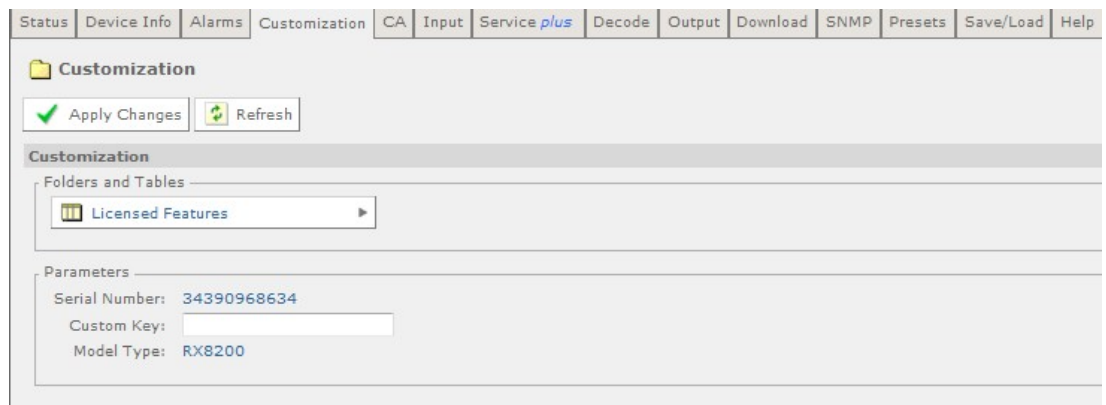 Status Device Info Alarms Customization CA Input Service plus Decode Output Download SNMP Presets Save/Load Help
Customization
Apply Changes Refresh
Customization
Folders and Tables
Licensed Features
Parameters
Serial Number: 34390968634
Custom Key:
Model Type: RX8200